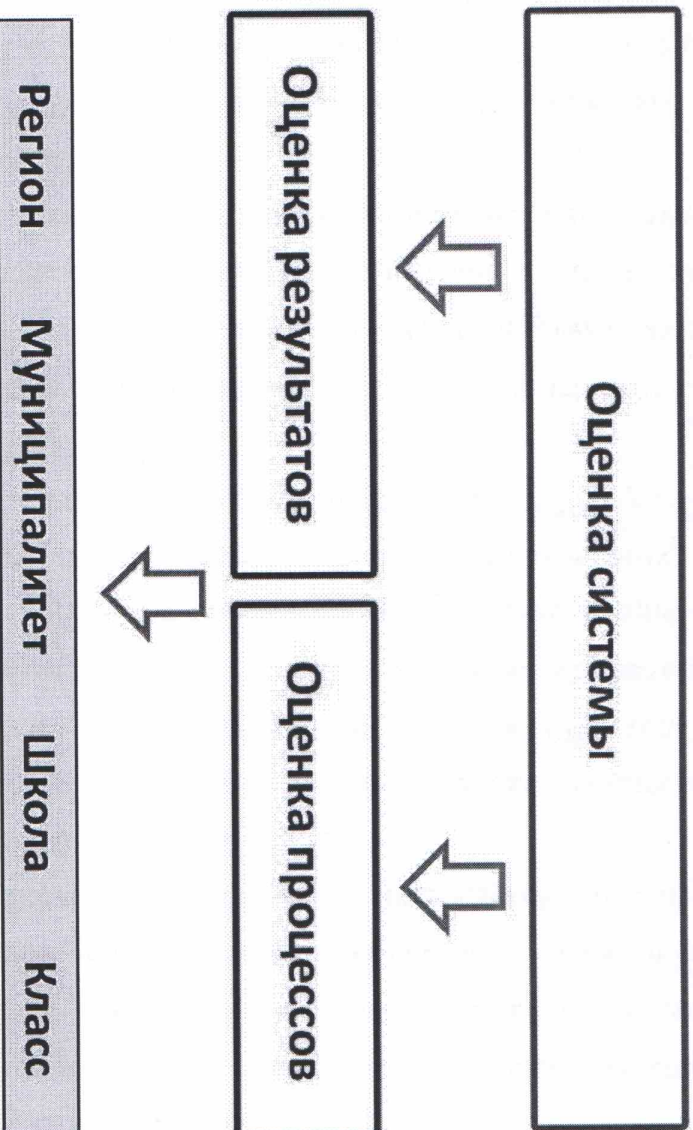 Оценка системы
Оценка результатов
Оценка процессов
Регион Муниципалитет Школа Класс